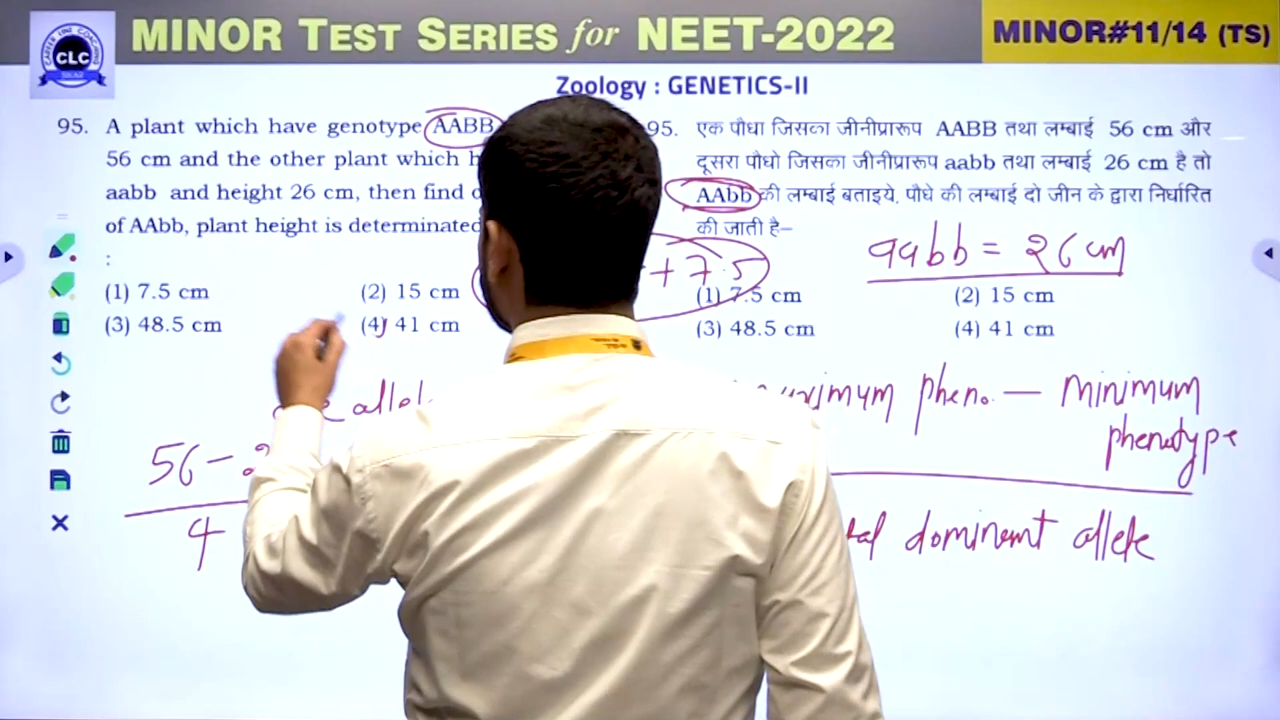 MINOR TEST SERIES for NEET-2022
MINOR#11/14 (TS)
CLC
Zoology : GENETICS-II
95. A plant which have genotype AABB
56 cm and the other plant which
aabb and height 26 cm, then find
of AAbb, plant height is determinated
:
(1) 7.5 cm (2) 15 cm
(3) 48.5 cm (4) 41 cm
95. एक पौधा जिसका जीनीप्रारूप AABB तथा लम्बाई 56 cm और
दूसरा पौधो जिसका जीनीप्रारूप aabb तथा लम्बाई 26 cm है तो
AAbb की लम्बाई बताइये, पौधे की लम्बाई दो जीन के द्वारा निर्धारित
की जाती है–
aabb = 26 cm
+ 7.5
(1) 7.5 cm (2) 15 cm
(3) 48.5 cm (4) 41 cm
pheno. — minimum
phenotype
56 –
4
dominent allele